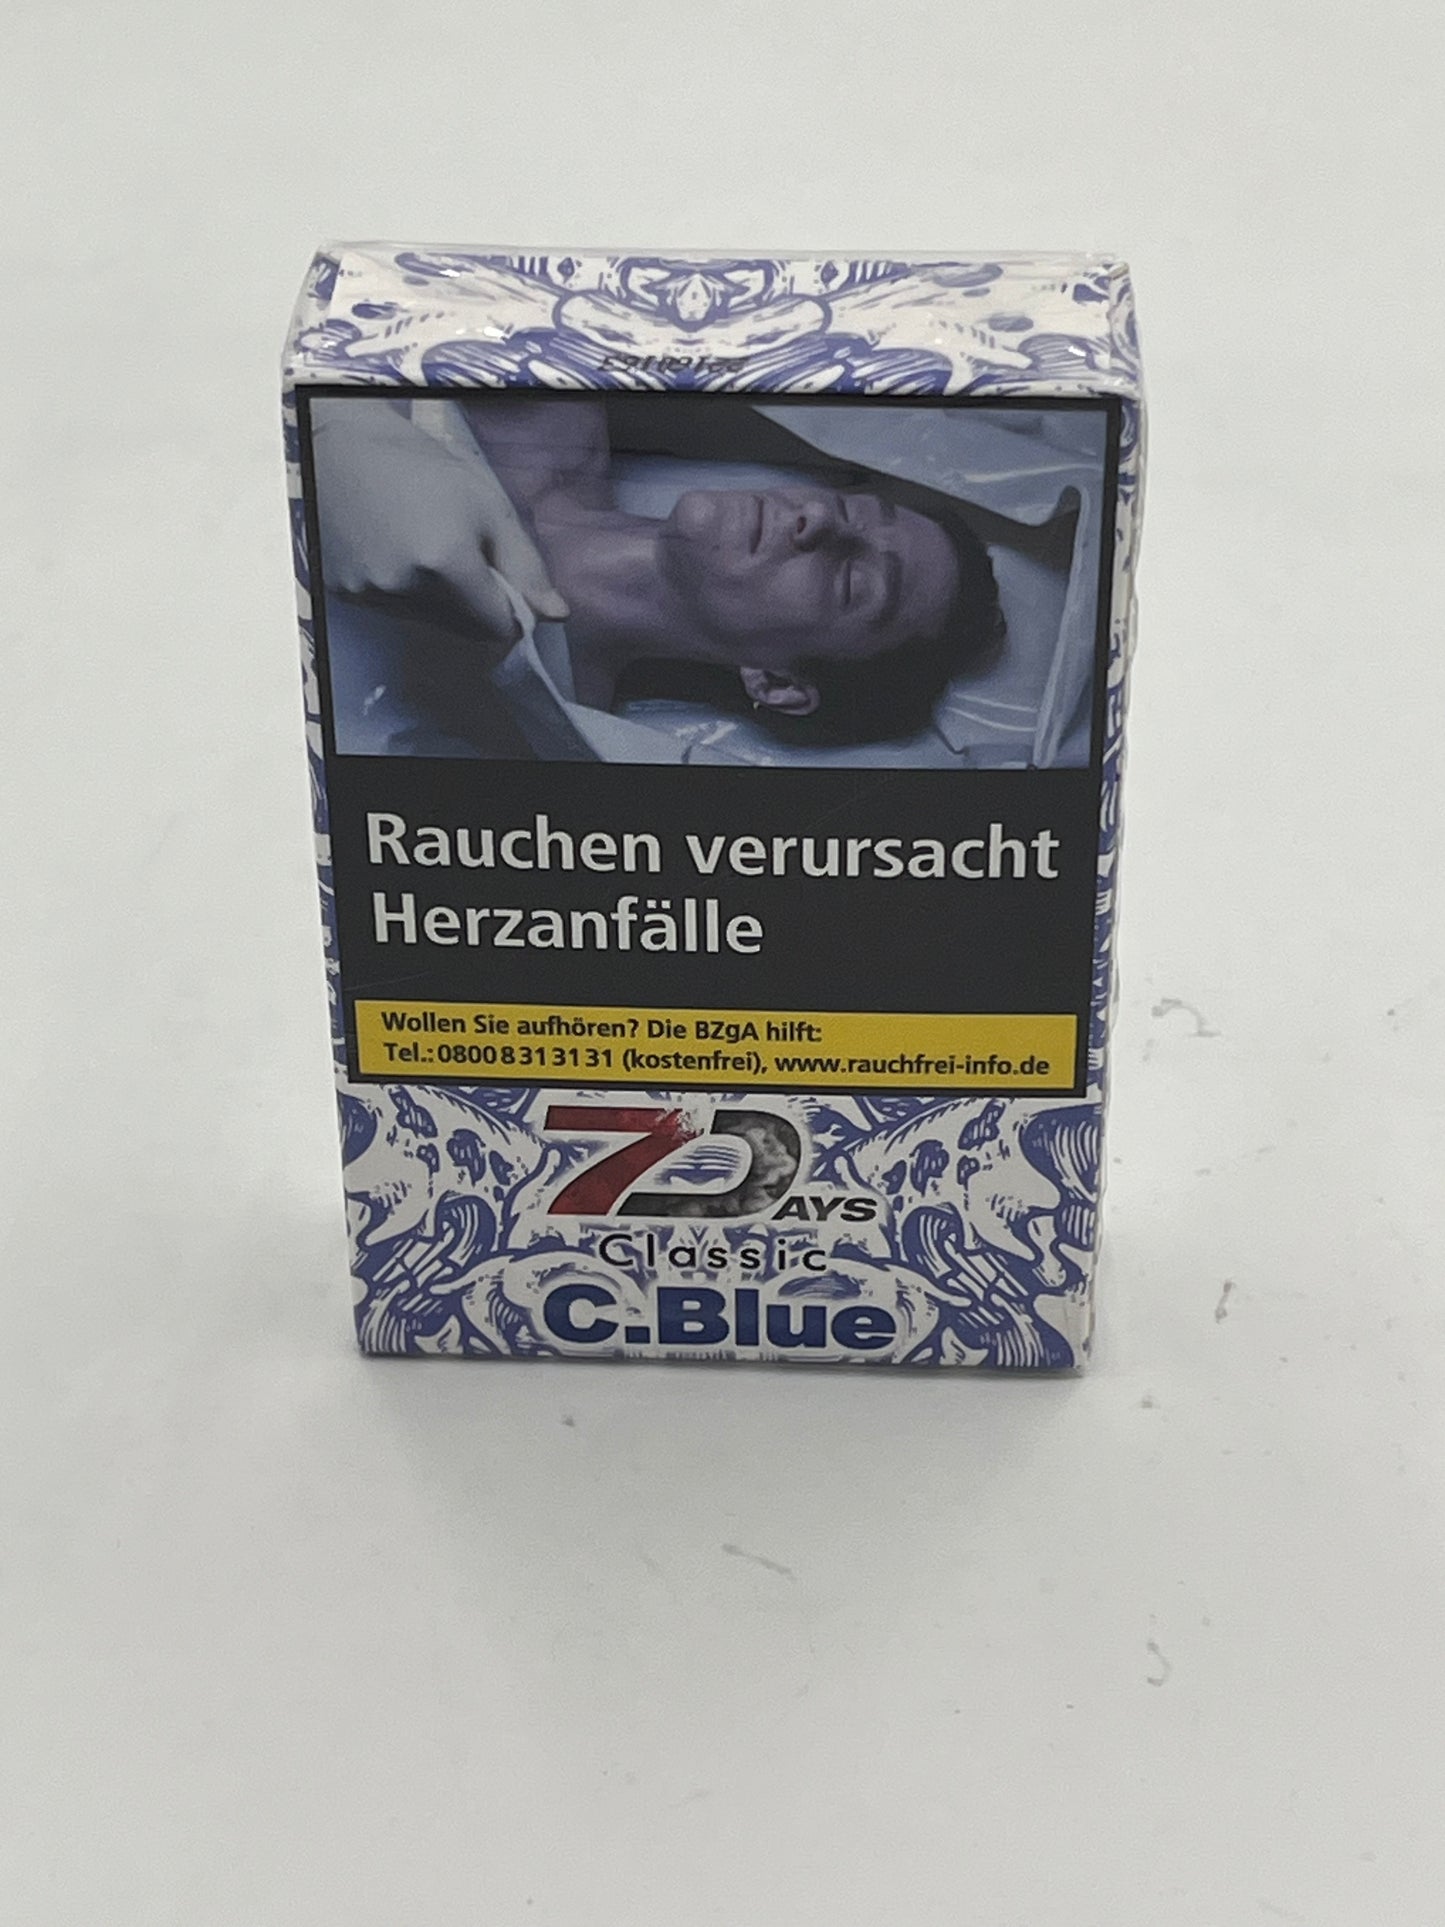 Rauchen verursacht
Herzanfälle
Wollen Sie aufhören? Die BZgA hilft:
Tel.: 0800 8 31 31 31 (kostenfrei), www.rauchfrei-info.de
7DAYS
Classic
C.Blue